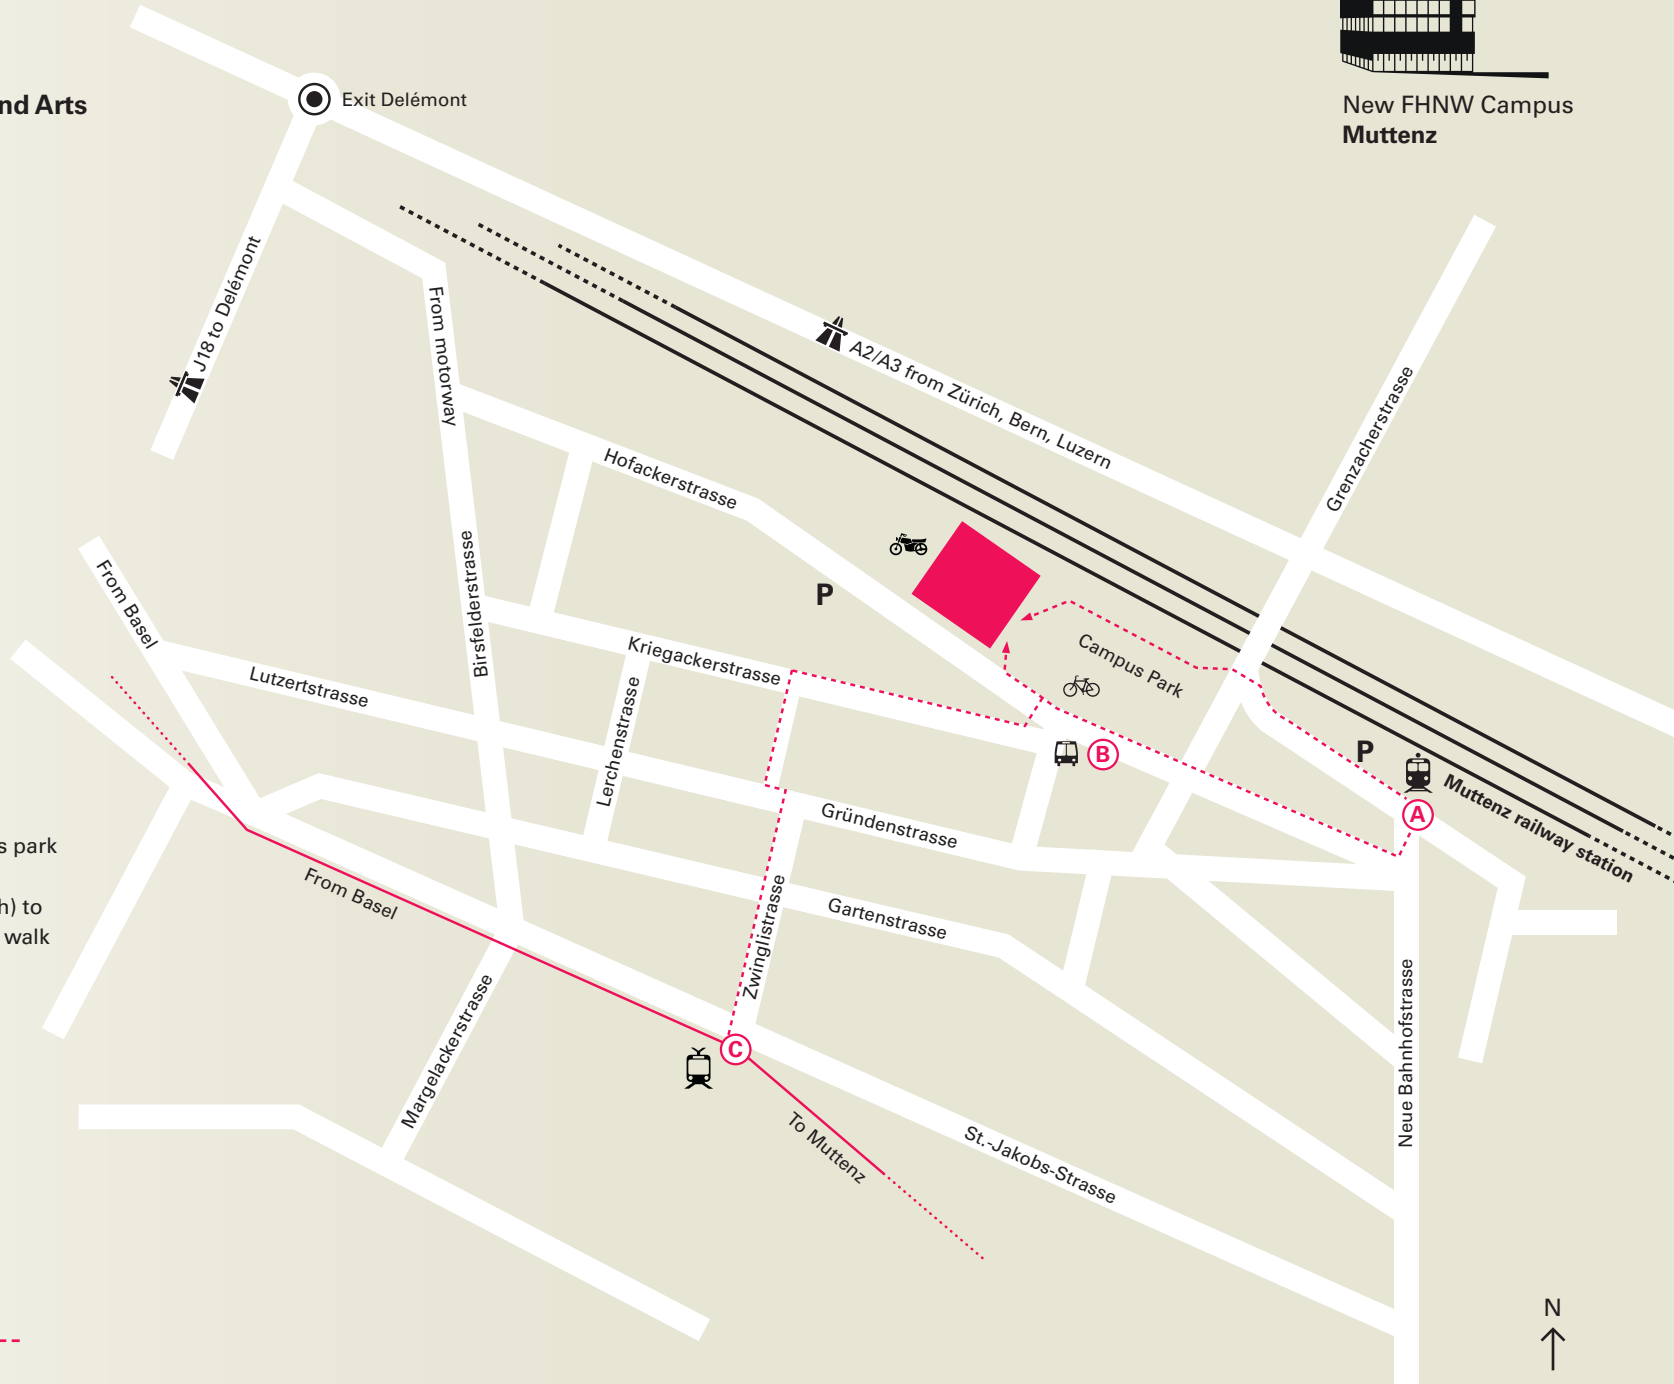 nd Arts
Exit Delémont
New FHNW Campus
Muttenz
J18 to Delémont
From motorway
A2/A3 from Zürich, Bern, Luzern
Grenzacherstrasse
Hofackerstrasse
P
Birsfelderstrasse
From Basel
Kriegackerstrasse
Campus Park
Lutzertstrasse
Lerchenstrasse
B
P
A
Muttenz railway station
Gründenstrasse
s park
h) to
walk
From Basel
Zwinglistrasse
Gartenstrasse
Margelackerstrasse
Neue Bahnhofstrasse
C
To Muttenz
St.-Jakobs-Strasse
N